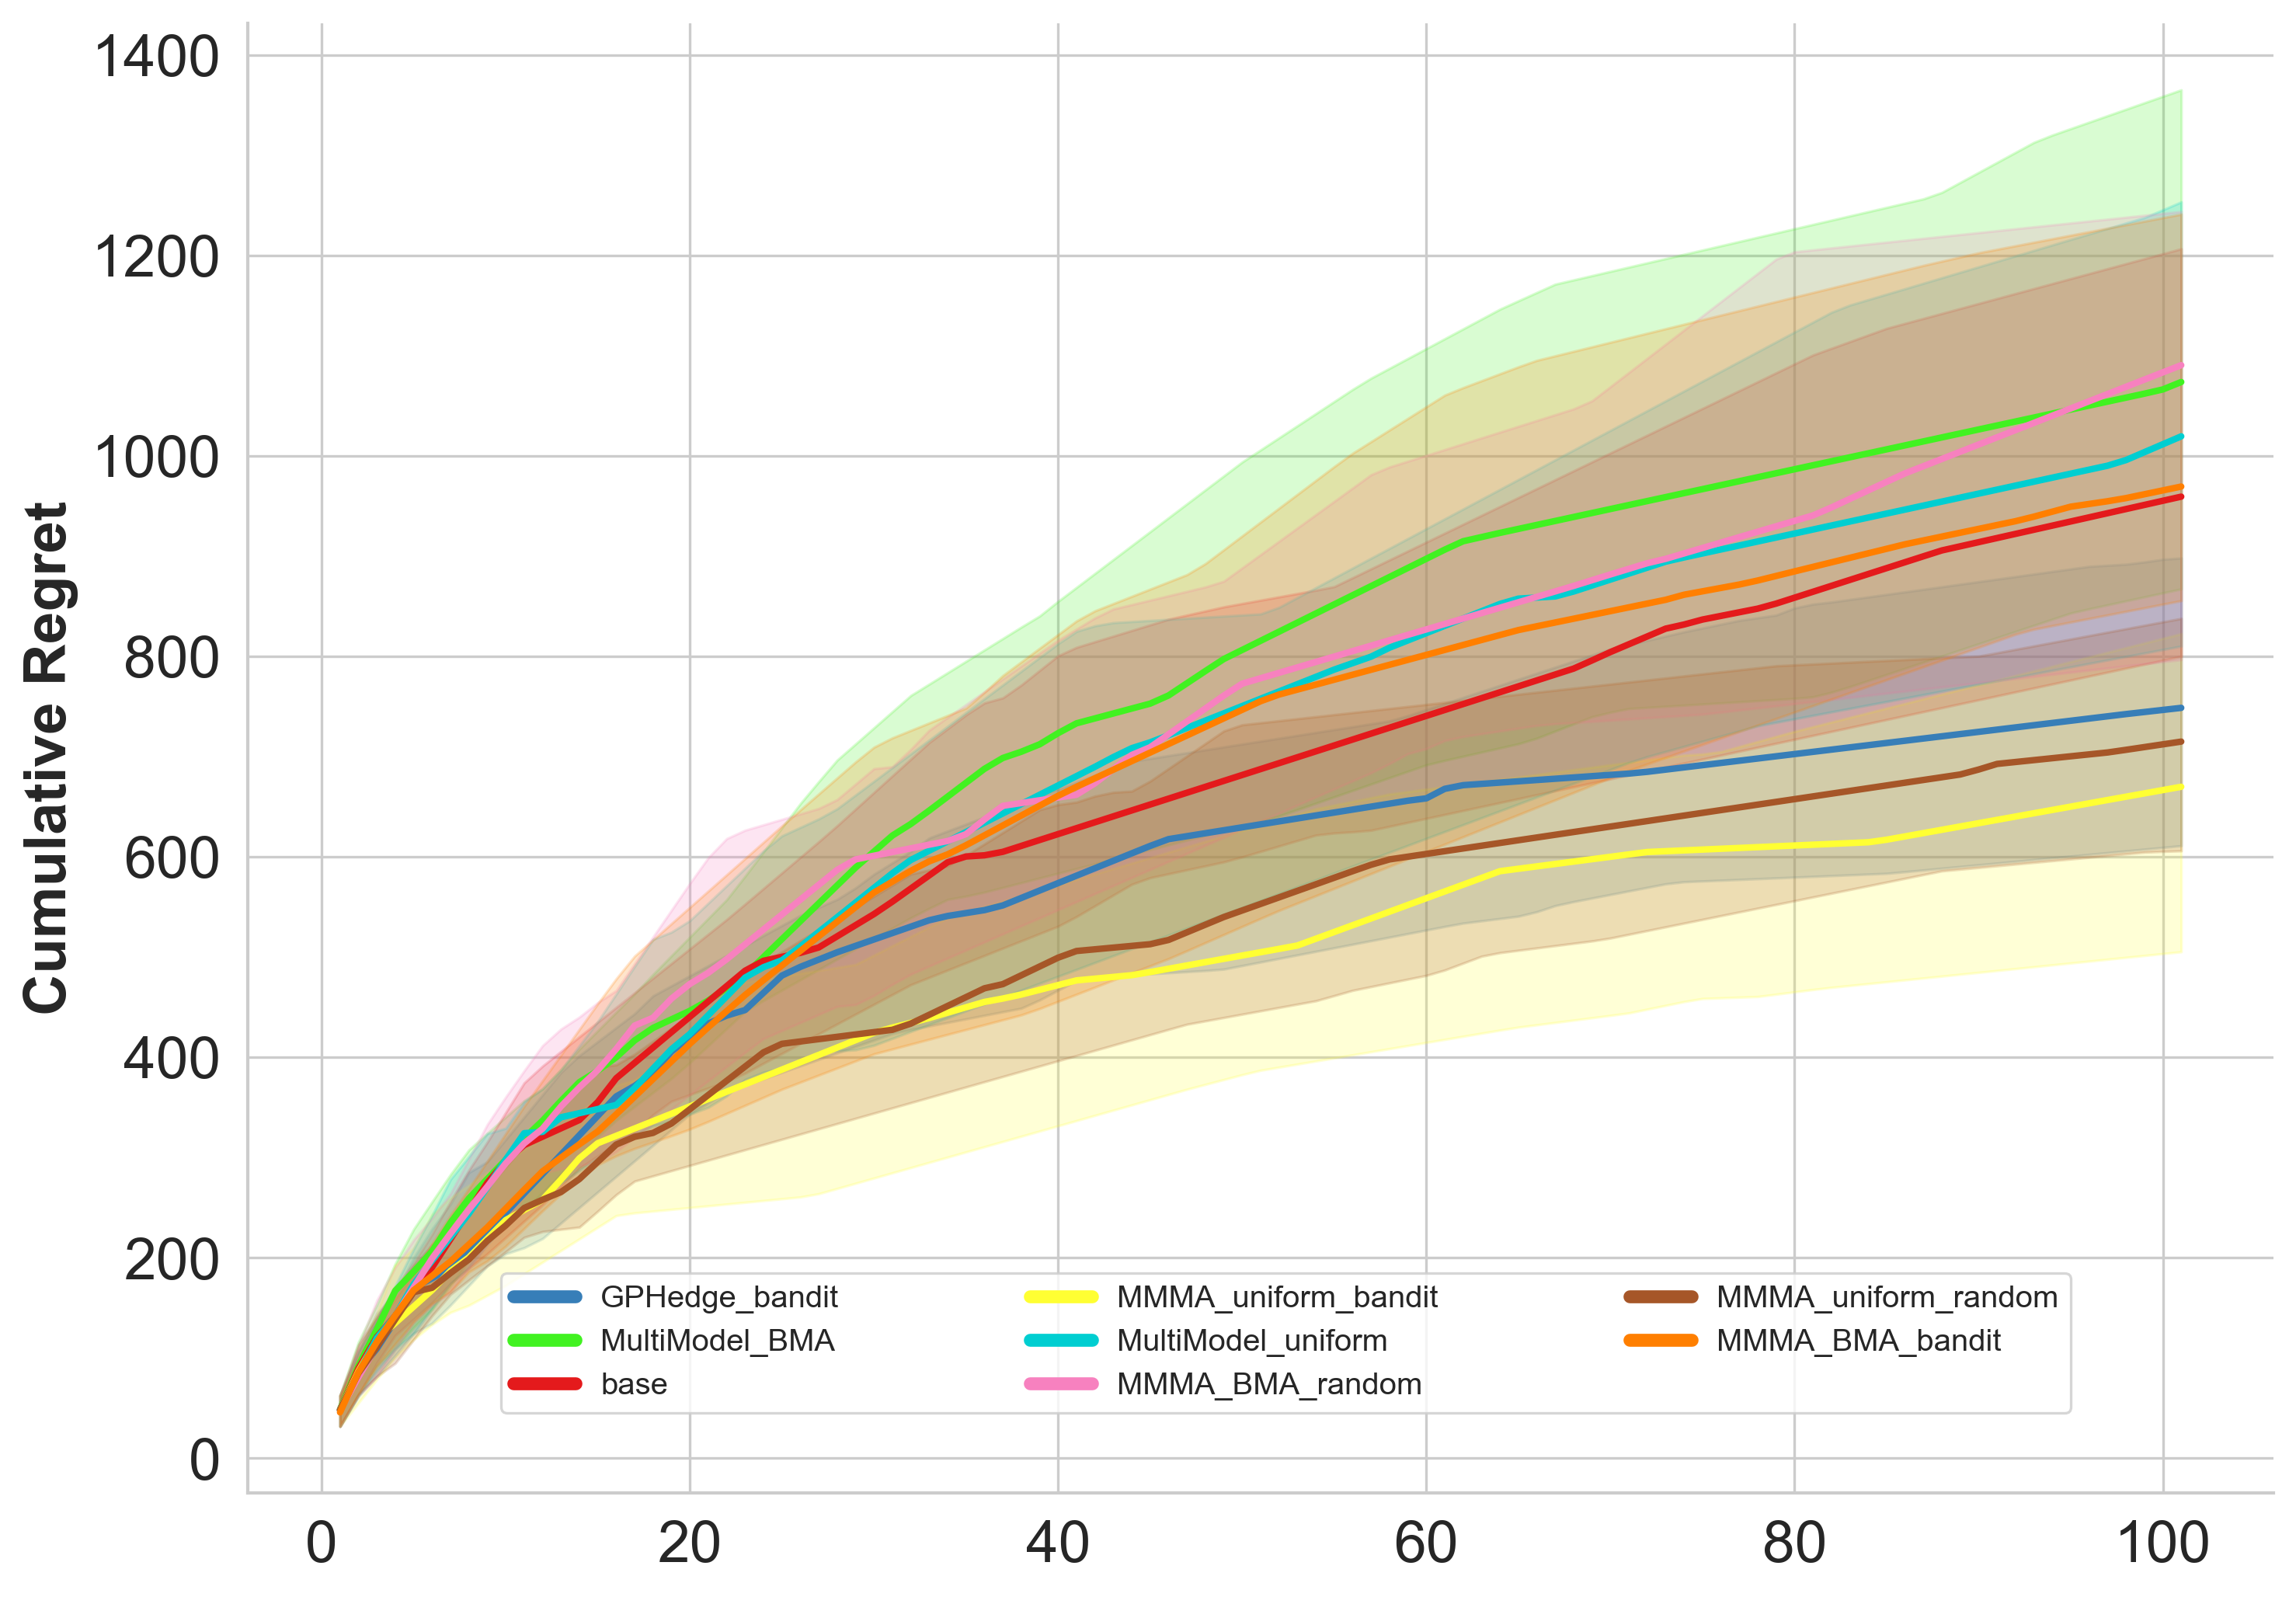 1400
1200
1000
800
600
400
200
0
Cumulative Regret
GPHedge_bandit
MultiModel_BMA
base
MMMA_uniform_bandit
MultiModel_uniform
MMMA_BMA_random
MMMA_uniform_random
MMMA_BMA_bandit
0 20 40 60 80 100